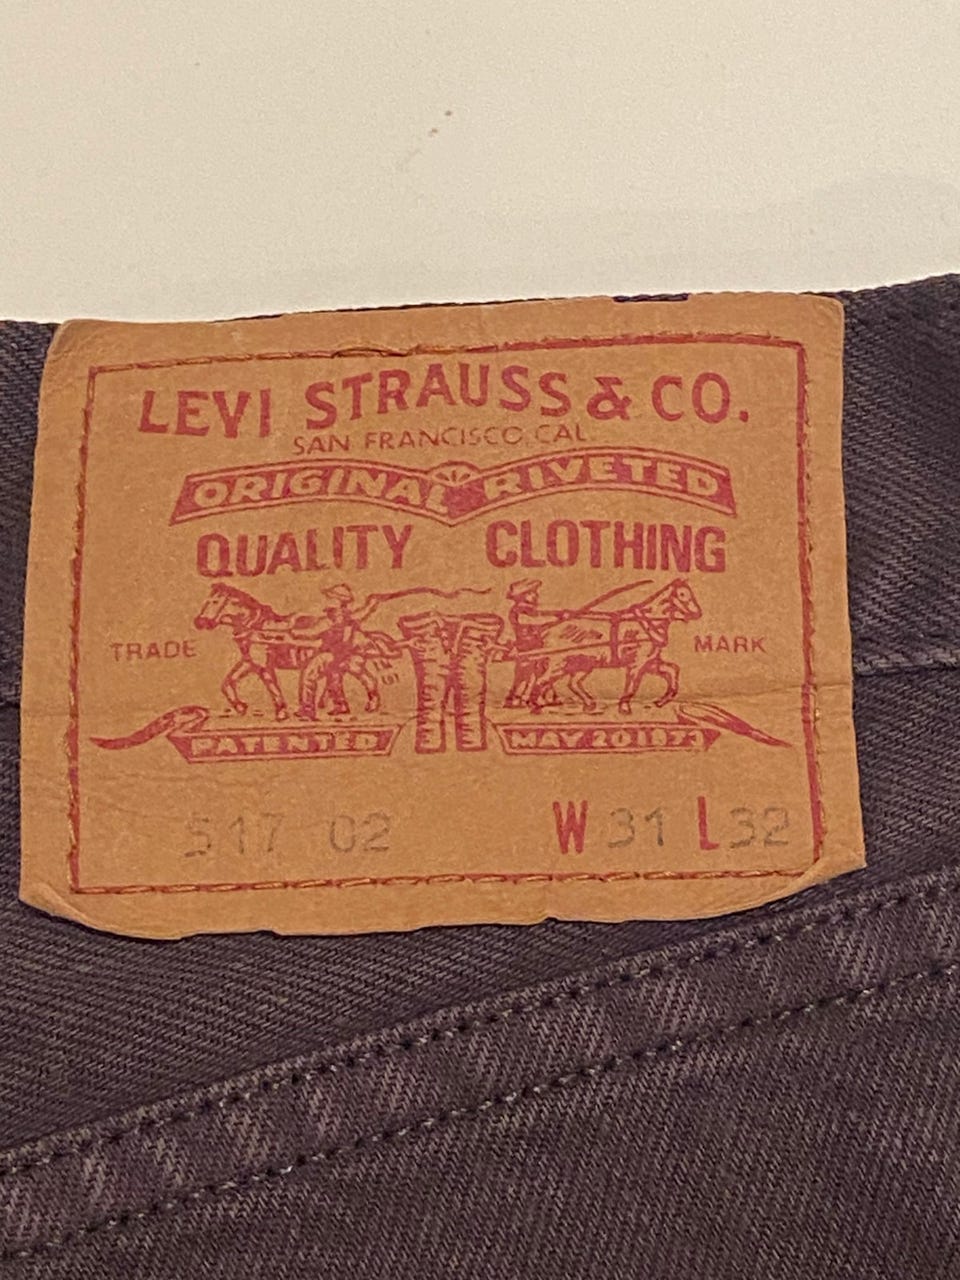 LEVI STRAUSS & CO.
SAN FRANCISCO, CAL
ORIGINAL RIVETED
QUALITY CLOTHING
TRADE MARK
PATENTED MAY 20 1873
517 02 W 31 L 32